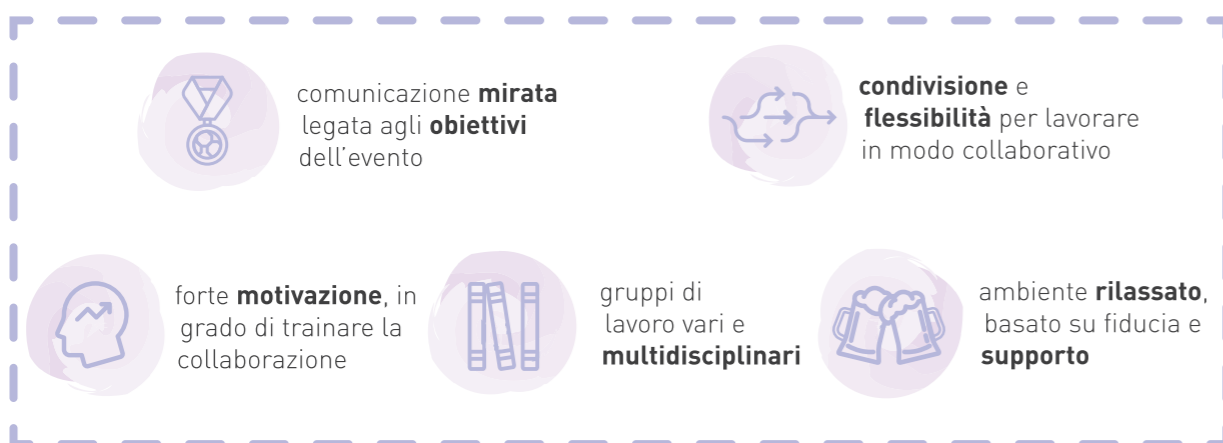 comunicazione mirata
legata agli obiettivi
dell'evento
condivisione e
flessibilità per lavorare
in modo collaborativo
forte motivazione, in
grado di trainare la
collaborazione
gruppi di
lavoro vari e
multidisciplinari
ambiente rilassato,
basato su fiducia e
supporto